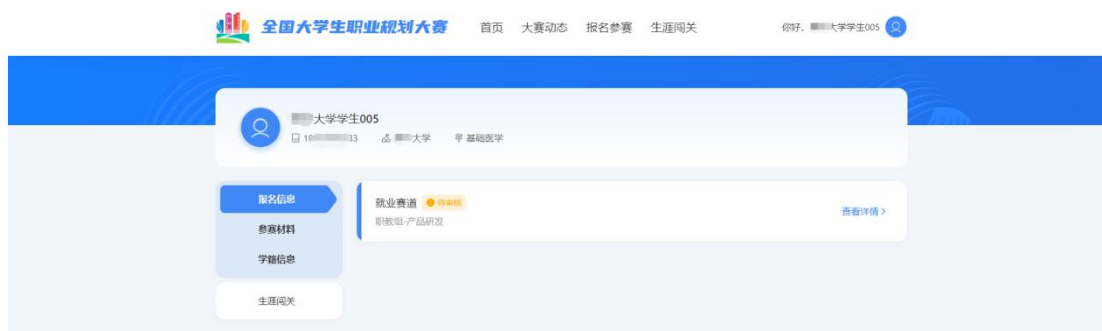 全国大学生职业规划大赛 首页 大赛动态 报名参赛 生涯闯关 你好, 大学学生005
大学学生005
18 33 大学 基础医学
报名信息
就业赛道 待审核
职教组-产品研发
查看详情>
参赛材料
学籍信息
生涯闯关